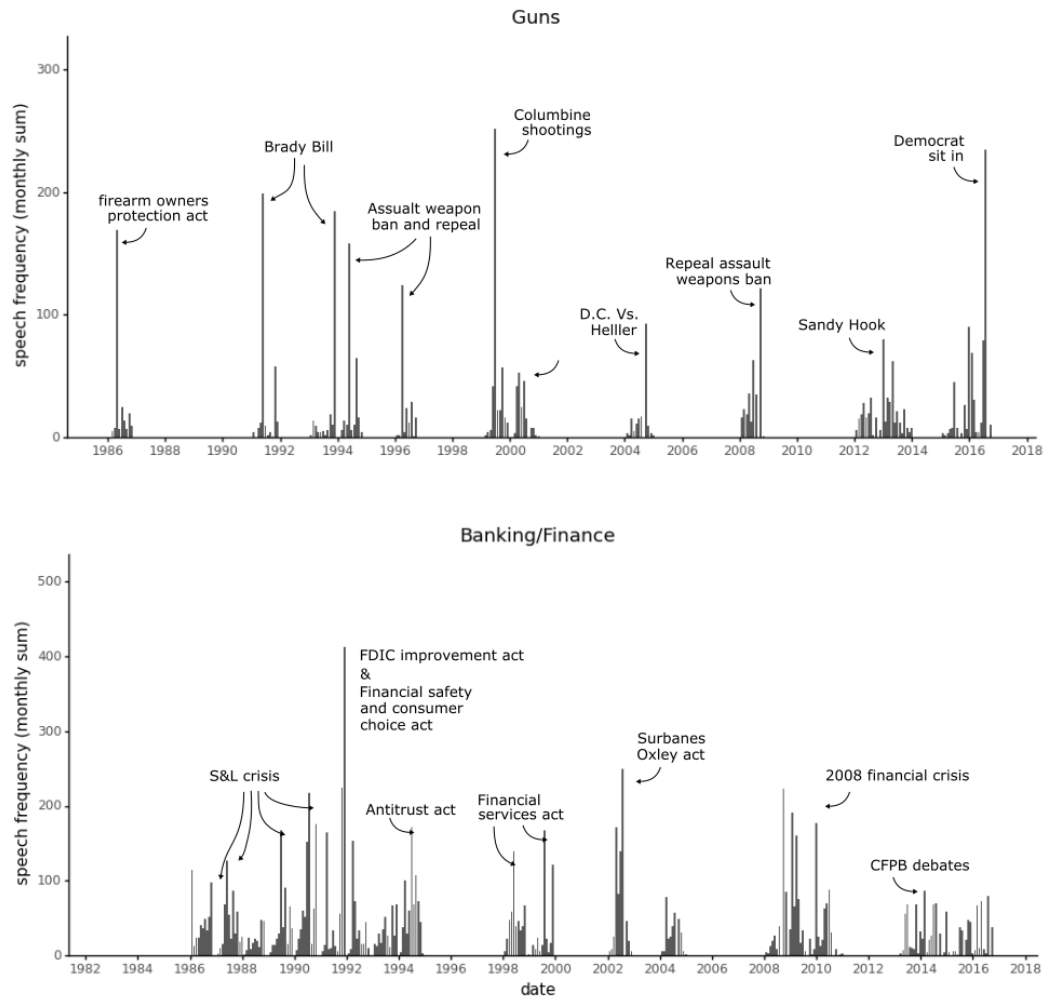 Guns
speech frequency (monthly sum)
300
200
100
0
firearm owners
protection act
Brady Bill
Assualt weapon
ban and repeal
Columbine
shootings
D.C. Vs.
Helller
Repeal assault
weapons ban
Sandy Hook
Democrat
sit in
1986 1988 1990 1992 1994 1996 1998 2000 2002 2004 2006 2008 2010 2012 2014 2016 2018
Banking/Finance
speech frequency (monthly sum)
500
400
300
200
100
0
S&L crisis
FDIC improvement act
&
Financial safety
and consumer
choice act
Antitrust act
Financial
services act
Surbanes
Oxley act
2008 financial crisis
CFPB debates
1982 1984 1986 1988 1990 1992 1994 1996 1998 2000 2002 2004 2006 2008 2010 2012 2014 2016 2018
date